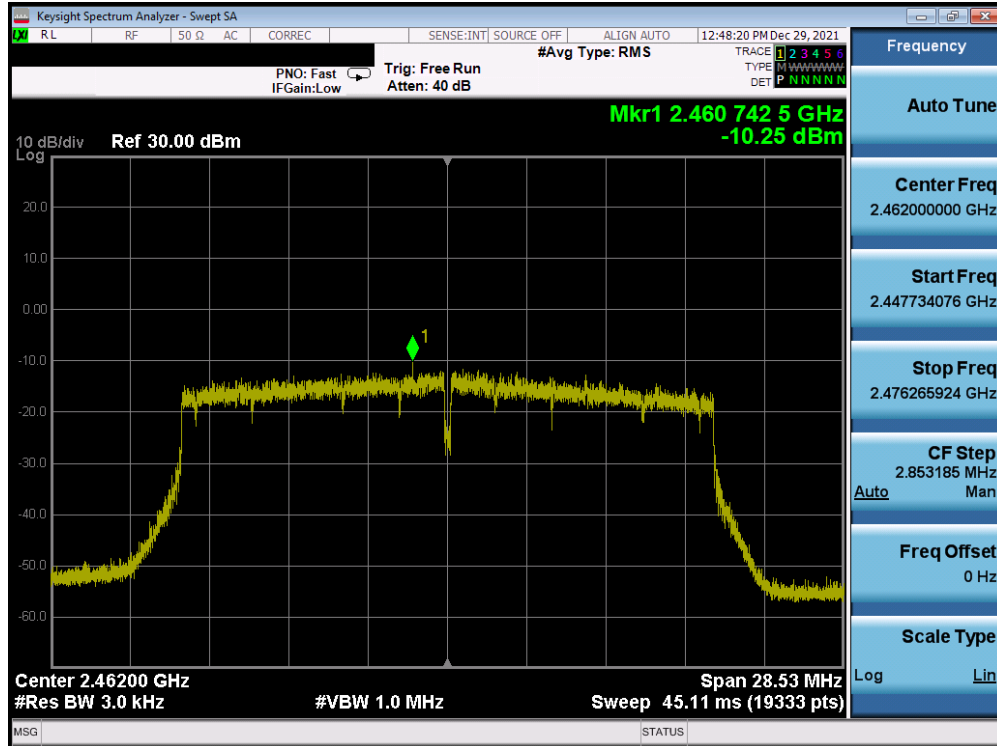 Keysight Spectrum Analyzer - Swept SA
LXI RL RF 50 Ω AC CORREC SENSE:INT SOURCE OFF ALIGN AUTO 12:48:20 PM Dec 29, 2021
#Avg Type: RMS
TRACE 1 2 3 4 5 6
TYPE M WWWWWW
DET P N N N N N
PNO: Fast
IFGain:Low
Trig: Free Run
Atten: 40 dB
Mkr1 2.460 742 5 GHz
-10.25 dBm
10 dB/div
Log
Ref 30.00 dBm
20.0
10.0
0.00
-10.0
-20.0
-30.0
-40.0
-50.0
-60.0
1
Center 2.46200 GHz
#Res BW 3.0 kHz
#VBW 1.0 MHz
Span 28.53 MHz
Sweep 45.11 ms (19333 pts)
MSG
STATUS
Frequency
Auto Tune
Center Freq
2.462000000 GHz
Start Freq
2.447734076 GHz
Stop Freq
2.476265924 GHz
CF Step
2.853185 MHz
Auto Man
Freq Offset
0 Hz
Scale Type
Log Lin